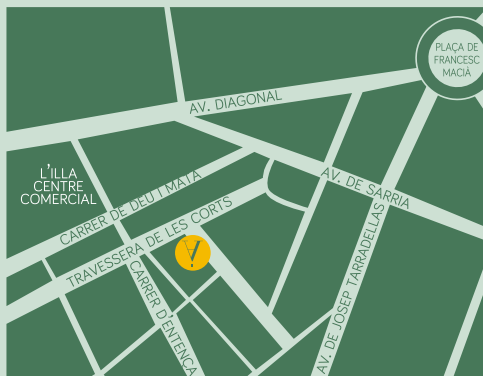 PLAÇA DE
FRANCESC
MACIÀ
AV. DIAGONAL
L'ILLA
CENTRE
COMERCIAL
AV. DE SARRIA
CARRER DE DEU I MATA
TRAVESSERA DE LES CORTS
CARRER D'ENTENÇA
AV. DE JOSEP TARRADELLAS